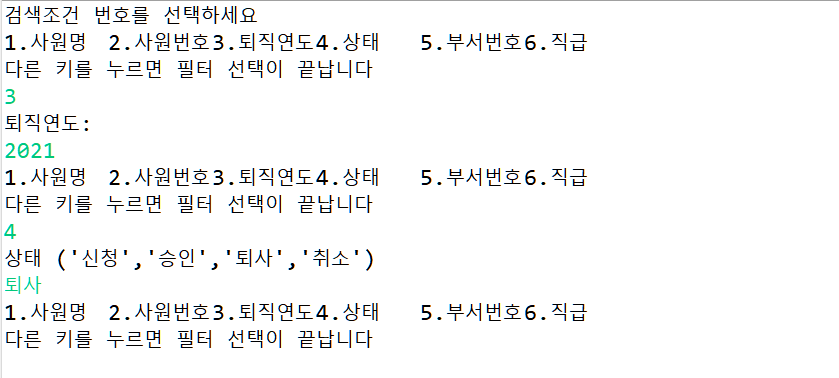 검색조건 번호를 선택하세요
1.사원명 2.사원번호3.퇴직연도4.상태 5.부서번호6.직급
다른 키를 누르면 필터 선택이 끝납니다
3
퇴직연도:
2021
1.사원명 2.사원번호3.퇴직연도4.상태 5.부서번호6.직급
다른 키를 누르면 필터 선택이 끝납니다
4
상태 ('신청','승인','퇴사','취소')
퇴사
1.사원명 2.사원번호3.퇴직연도4.상태 5.부서번호6.직급
다른 키를 누르면 필터 선택이 끝납니다